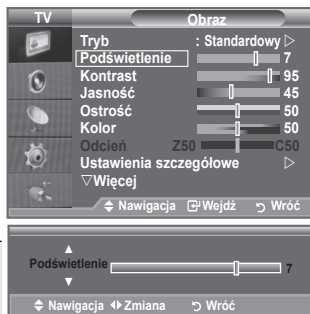 TV Obraz
Tryb : Standardowy ▷
Podświetlenie 7
Kontrast 95
Jasność 45
Ostrość 50
Kolor 50
Odcień Z50 C50
Ustawienia szczegółowe ▷
▽Więcej
Nawigacja Wejdź Wróć
Podświetlenie 7
Nawigacja Zmiana Wróć